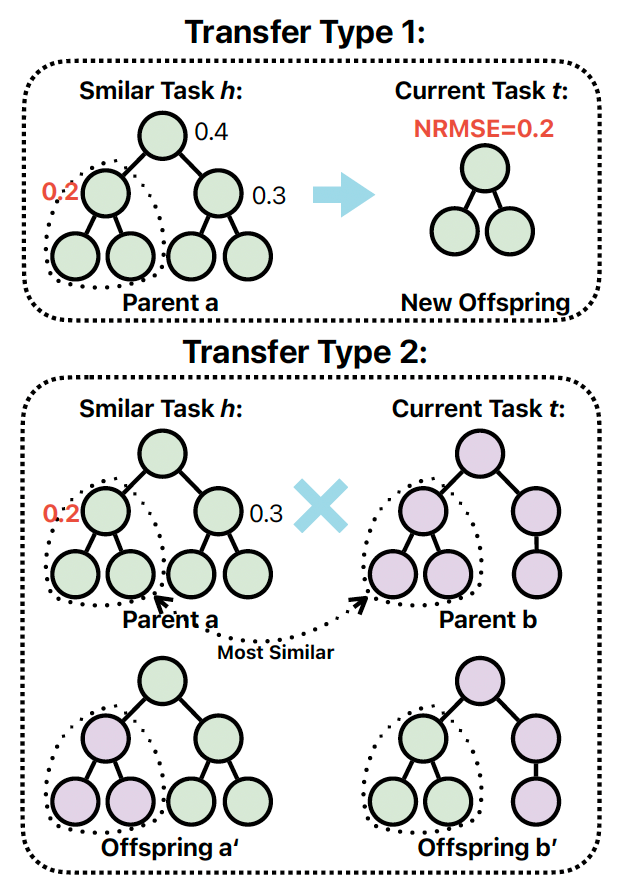 Transfer Type 1:
Smilar Task h:
Current Task t:
0.4
NRMSE=0.2
0.2
0.3
Parent a
New Offspring
Transfer Type 2:
Smilar Task h:
Current Task t:
0.2
0.3
Parent a
Parent b
Most Similar
Offspring a‘
Offspring b’